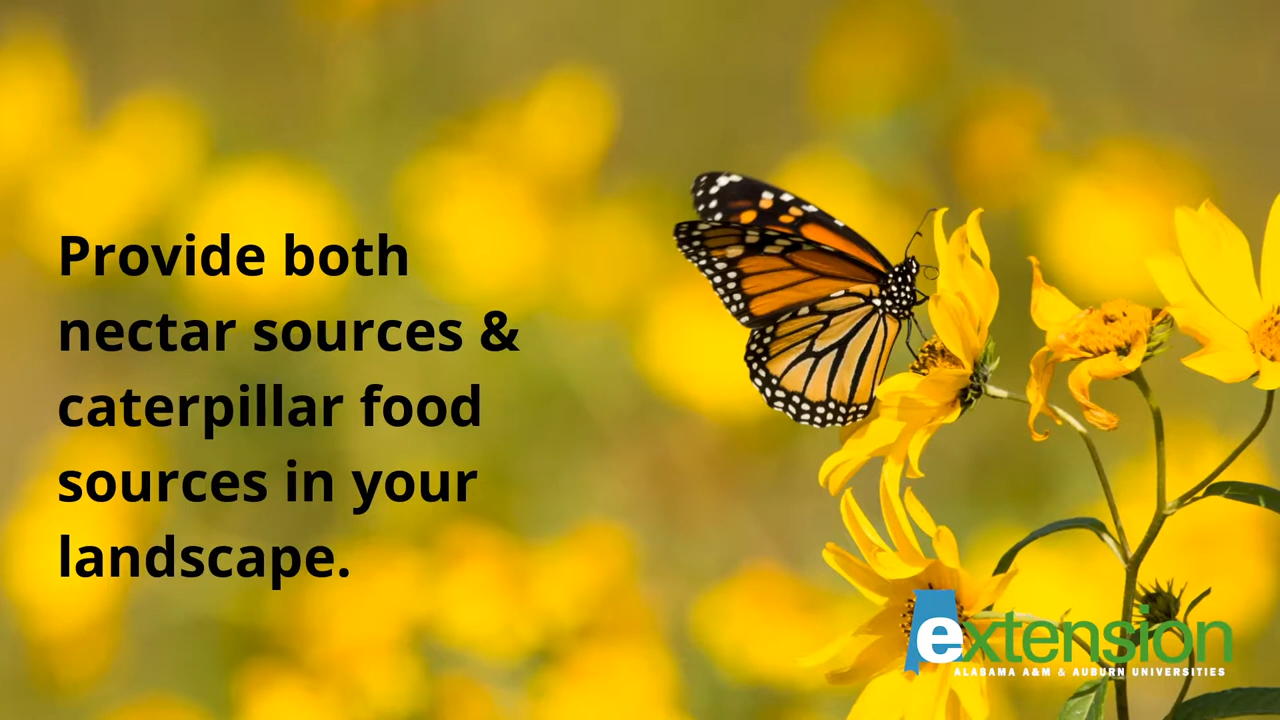 Provide both
nectar sources &
caterpillar food
sources in your
landscape.
extension
ALABAMA A&M & AUBURN UNIVERSITIES